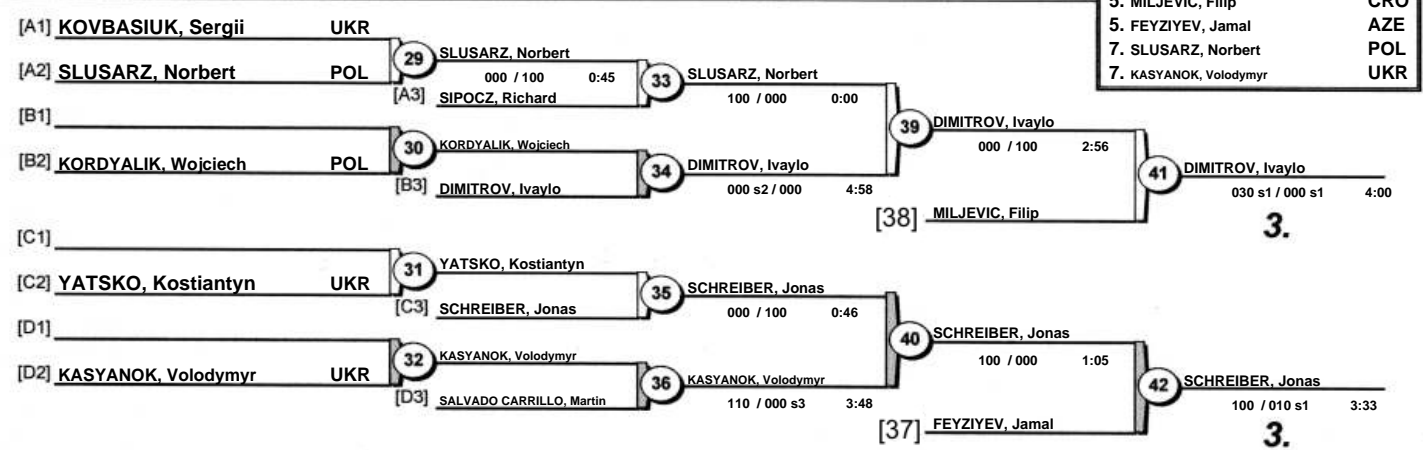 5. MILJEVIC, Filip CRO
5. FEYZIYEV, Jamal AZE
7. SLUSARZ, Norbert POL
7. KASYANOK, Volodymyr UKR
[A1] KOVBASIUK, Sergii UKR
[A2] SLUSARZ, Norbert POL
29 SLUSARZ, Norbert
000 / 100 0:45
[A3] SIPOCZ, Richard
33 SLUSARZ, Norbert
100 / 000 0:00
[B1]
[B2] KORDYALIK, Wojciech POL
30 KORDYALIK, Wojciech
[B3] DIMITROV, Ivaylo
34 DIMITROV, Ivaylo
000 s2 / 000 4:58
39 DIMITROV, Ivaylo
000 / 100 2:56
[38] MILJEVIC, Filip
41 DIMITROV, Ivaylo
030 s1 / 000 s1 4:00
3.
[C1]
[C2] YATSKO, Kostiantyn UKR
31 YATSKO, Kostiantyn
[C3] SCHREIBER, Jonas
35 SCHREIBER, Jonas
000 / 100 0:46
[D1]
[D2] KASYANOK, Volodymyr UKR
32 KASYANOK, Volodymyr
[D3] SALVADO CARRILLO, Martin
36 KASYANOK, Volodymyr
110 / 000 s3 3:48
40 SCHREIBER, Jonas
100 / 000 1:05
[37] FEYZIYEV, Jamal
42 SCHREIBER, Jonas
100 / 010 s1 3:33
3.